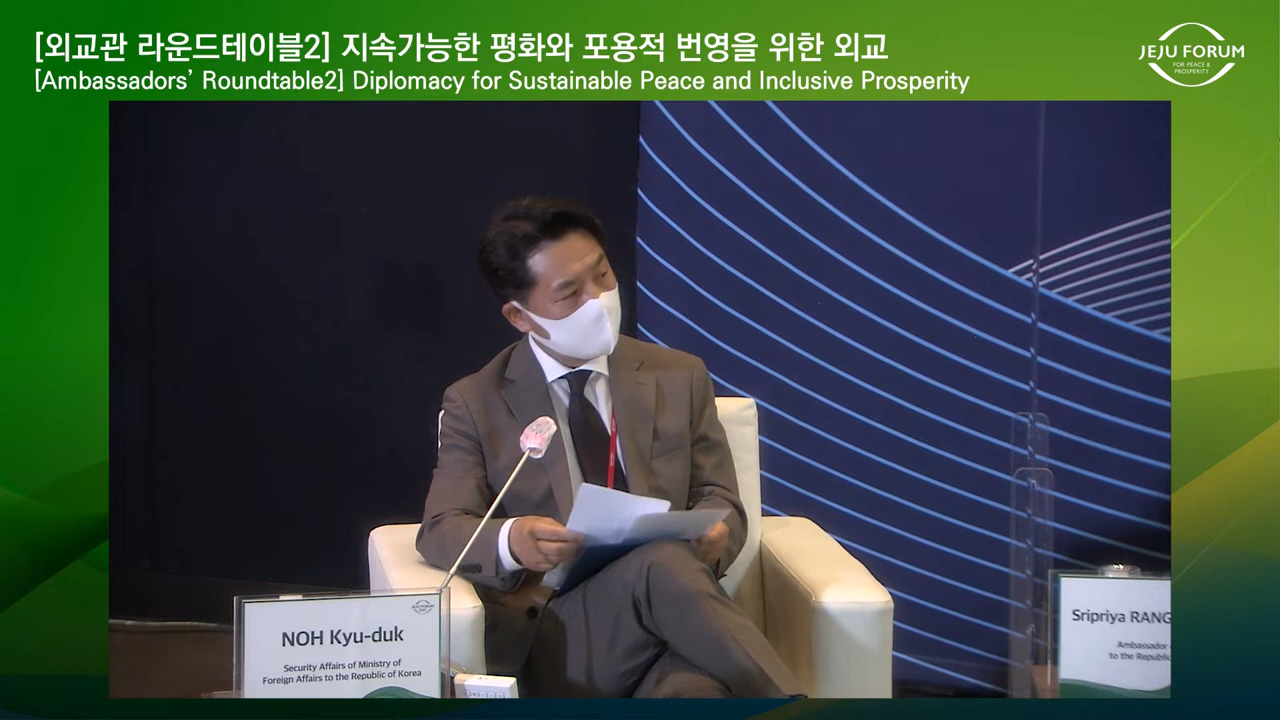 [외교관 라운드테이블2] 지속가능한 평화와 포용적 번영을 위한 외교
[Ambassadors' Roundtable2] Diplomacy for Sustainable Peace and Inclusive Prosperity
JEJU FORUM
FOR PEACE &
PROSPERITY
JEJU FORUM
NOH Kyu-duk
Security Affairs of Ministry of
Foreign Affairs to the Republic of Korea
Sripriya RANG
Ambassador
to the Republic